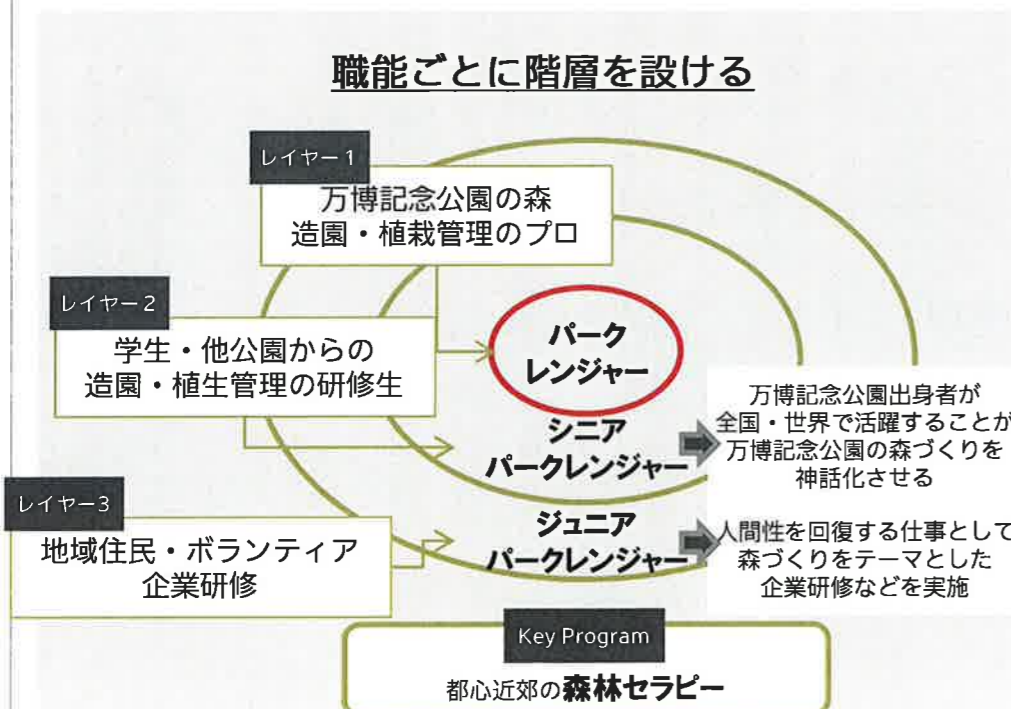 職能ごとに階層を設ける
レイヤー1
万博記念公園の森
造園・植栽管理のプロ
レイヤー2
学生・他公園からの
造園・植生管理の研修生
レイヤー3
地域住民・ボランティア
企業研修
パーク
レンジャー
シニア
パークレンジャー
万博記念公園出身者が
全国・世界で活躍することが
万博記念公園の森づくりを
神話化させる
ジュニア
パークレンジャー
人間性を回復する仕事として
森づくりをテーマとした
企業研修などを実施
Key Program
都心近郊の森林セラピー